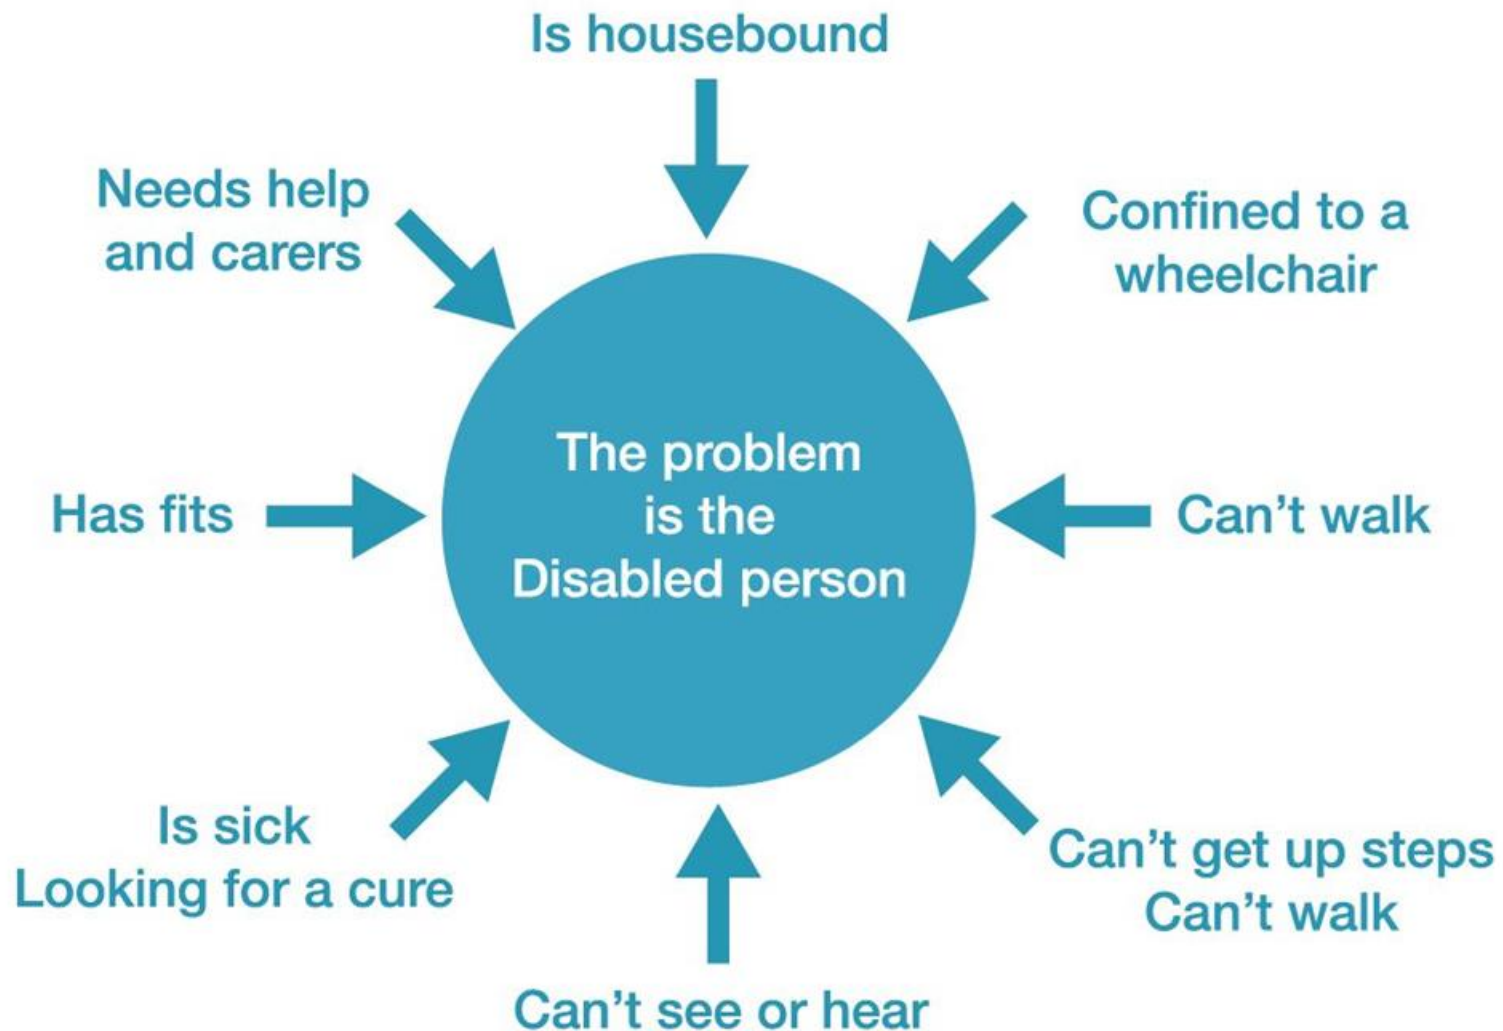 Is housebound
Needs help
and carers
Confined to a
wheelchair
The problem
is the
Disabled person
Has fits
Can't walk
Is sick
Looking for a cure
Can't get up steps
Can't walk
Can't see or hear